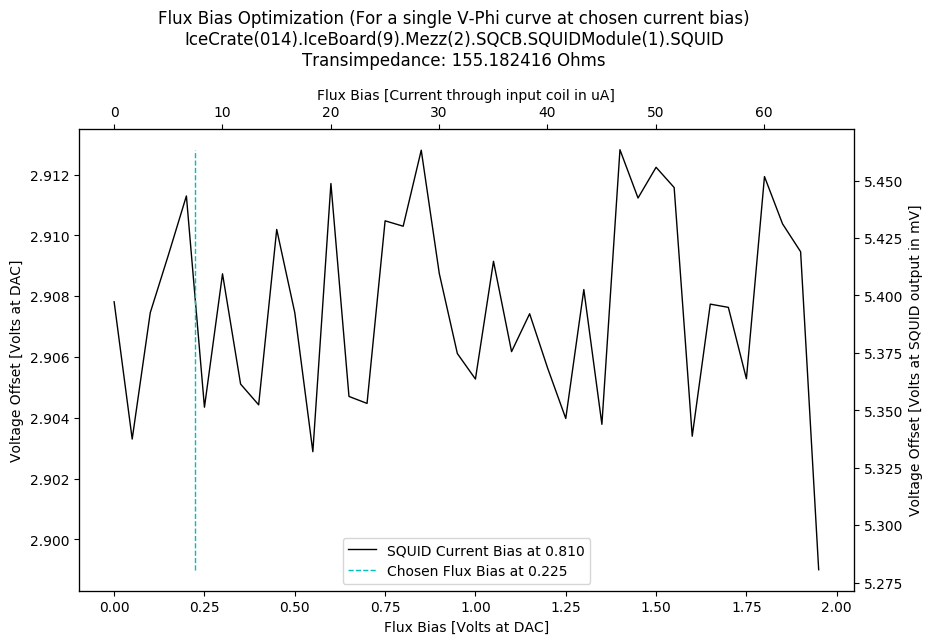 Flux Bias Optimization (For a single V-Phi curve at chosen current bias)
IceCrate(014).IceBoard(9).Mezz(2).SQCB.SQUIDModule(1).SQUID
Transimpedance: 155.182416 Ohms
Flux Bias [Current through input coil in uA]
0 10 20 30 40 50 60
Voltage Offset [Volts at DAC]
2.912
2.910
2.908
2.906
2.904
2.902
2.900
5.450
5.425
5.400
5.375
5.350
5.325
5.300
5.275
Voltage Offset [Volts at SQUID output in mV]
SQUID Current Bias at 0.810
Chosen Flux Bias at 0.225
0.00 0.25 0.50 0.75 1.00 1.25 1.50 1.75 2.00
Flux Bias [Volts at DAC]